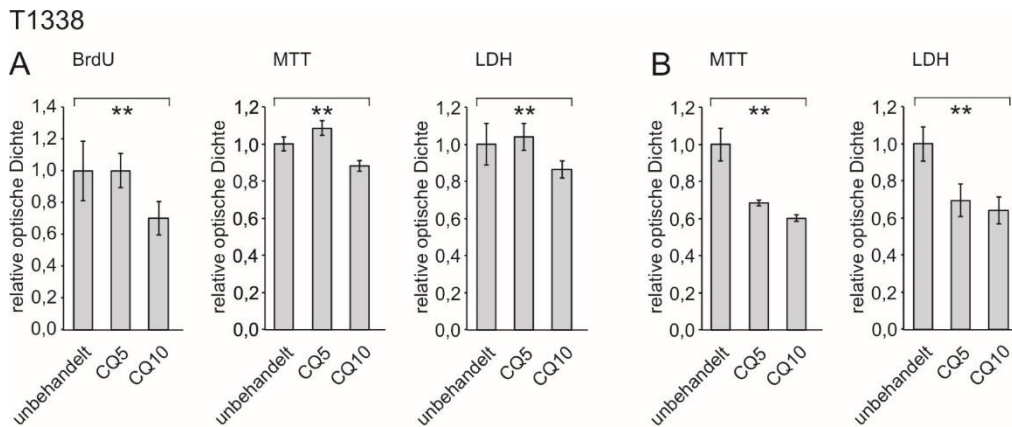 T1338
A
BrdU
relative optische Dichte
1,4
1,2
1,0
0,8
0,6
0,4
0,2
0,0
**
unbehandelt
CQ5
CQ10
MTT
relative optische Dichte
1,2
1,0
0,8
0,6
0,4
0,2
0,0
**
unbehandelt
CQ5
CQ10
LDH
relative optische Dichte
1,2
1,0
0,8
0,6
0,4
0,2
0,0
**
unbehandelt
CQ5
CQ10
B
MTT
relative optische Dichte
1,2
1,0
0,8
0,6
0,4
0,2
0,0
**
unbehandelt
CQ5
CQ10
LDH
relative optische Dichte
1,2
1,0
0,8
0,6
0,4
0,2
0,0
**
unbehandelt
CQ5
CQ10